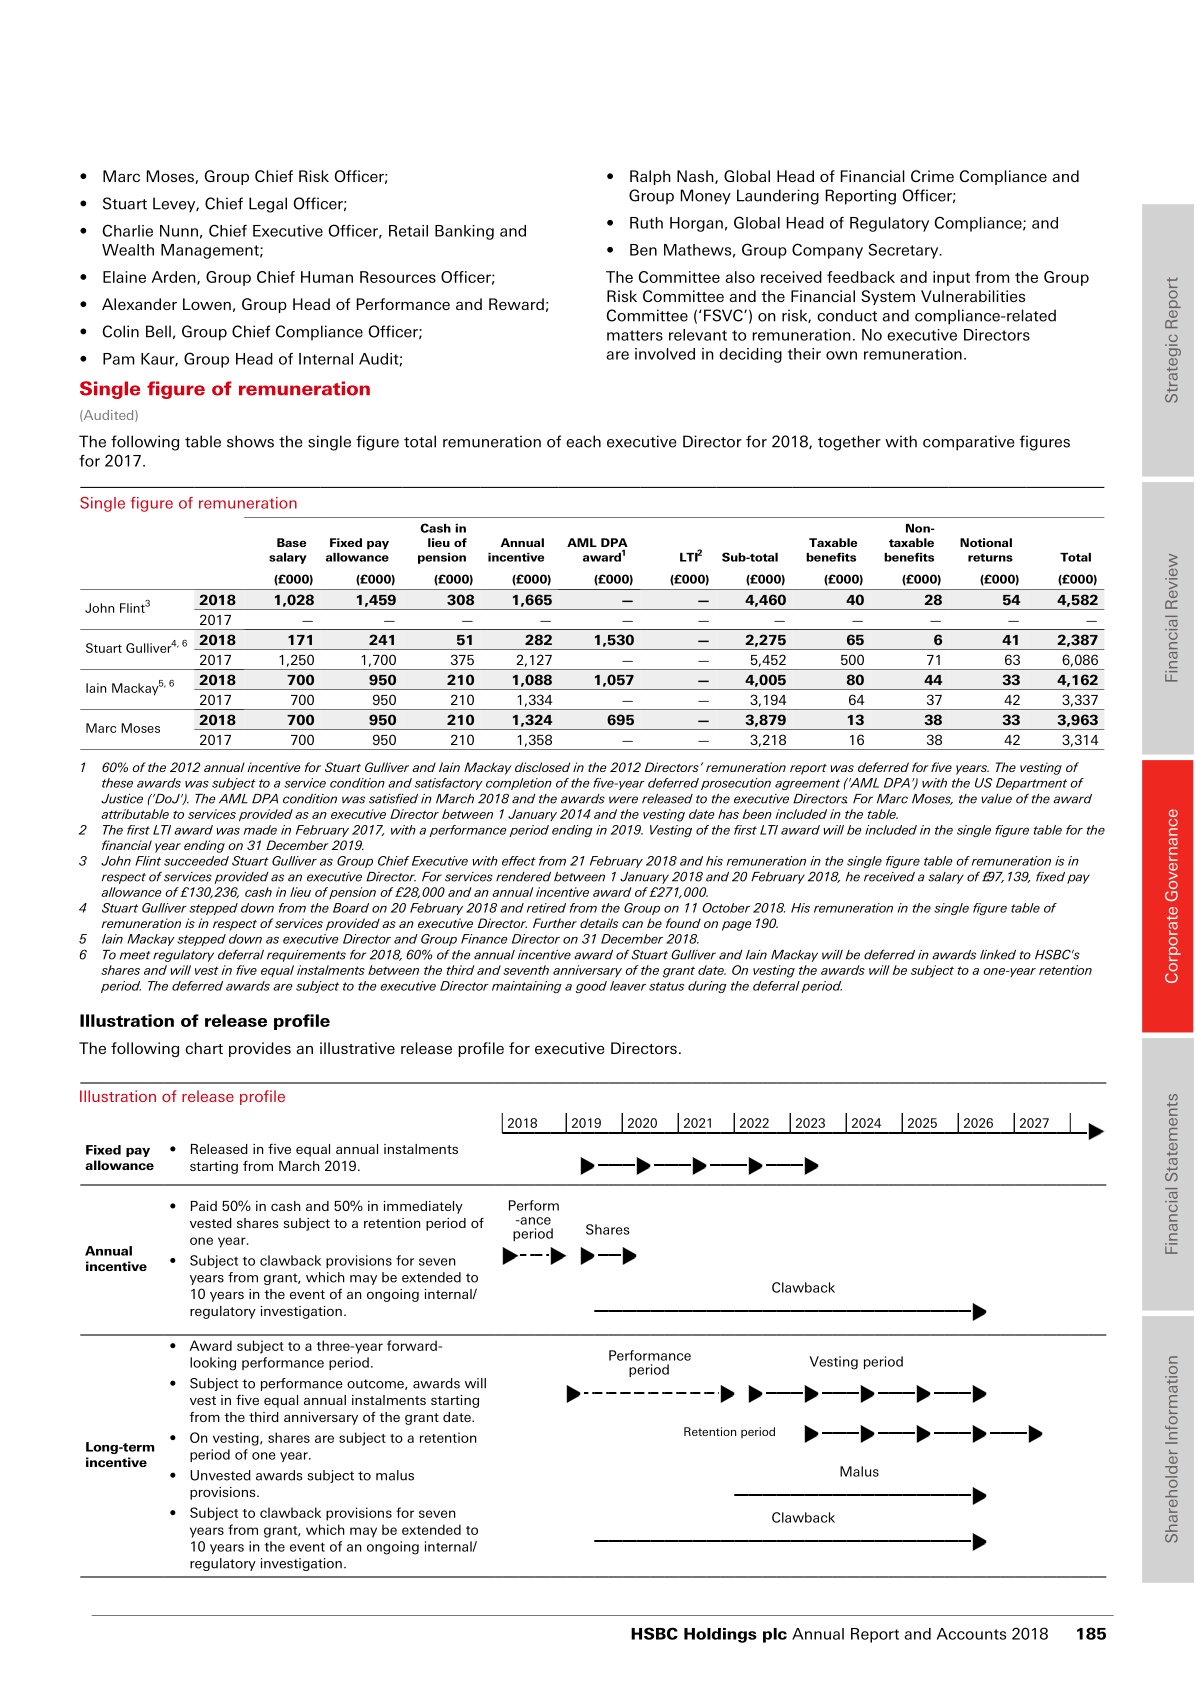 • Marc Moses, Group Chief Risk Officer;
• Stuart Levey, Chief Legal Officer;
• Charlie Nunn, Chief Executive Officer, Retail Banking and
Wealth Management;
• Elaine Arden, Group Chief Human Resources Officer;
• Alexander Lowen, Group Head of Performance and Reward;
• Colin Bell, Group Chief Compliance Officer;
• Pam Kaur, Group Head of Internal Audit;
• Ralph Nash, Global Head of Financial Crime Compliance and
Group Money Laundering Reporting Officer;
• Ruth Horgan, Global Head of Regulatory Compliance; and
• Ben Mathews, Group Company Secretary.
The Committee also received feedback and input from the Group
Risk Committee and the Financial System Vulnerabilities
Committee (‘FSVC’) on risk, conduct and compliance-related
matters relevant to remuneration. No executive Directors
are involved in deciding their own remuneration.
Single figure of remuneration
(Audited)
The following table shows the single figure total remuneration of each executive Director for 2018, together with comparative figures
for 2017.
Single figure of remuneration
Base salary Fixed pay allowance Cash in lieu of pension Annual incentive AML DPA award1 LTI2 Sub-total Taxable benefits Non-taxable benefits Notional returns Total
(£000) (£000) (£000) (£000) (£000) (£000) (£000) (£000) (£000) (£000) (£000)
John Flint3 2018 1,028 1,459 308 1,665 — — 4,460 40 28 54 4,582
2017 — — — — — — — — — — —
Stuart Gulliver4, 6 2018 171 241 51 282 1,530 — 2,275 65 6 41 2,387
2017 1,250 1,700 375 2,127 — — 5,452 500 71 63 6,086
Iain Mackay5, 6 2018 700 950 210 1,088 1,057 — 4,005 80 44 33 4,162
2017 700 950 210 1,334 — — 3,194 64 37 42 3,337
Marc Moses 2018 700 950 210 1,324 695 — 3,879 13 38 33 3,963
2017 700 950 210 1,358 — — 3,218 16 38 42 3,314
1 60% of the 2012 annual incentive for Stuart Gulliver and Iain Mackay disclosed in the 2012 Directors’ remuneration report was deferred for five years. The vesting of
these awards was subject to a service condition and satisfactory completion of the five-year deferred prosecution agreement (‘AML DPA’) with the US Department of
Justice (‘DoJ’). The AML DPA condition was satisfied in March 2018 and the awards were released to the executive Directors. For Marc Moses, the value of the award
attributable to services provided as an executive Director between 1 January 2014 and the vesting date has been included in the table.
2 The first LTI award was made in February 2017, with a performance period ending in 2019. Vesting of the first LTI award will be included in the single figure table for the
financial year ending on 31 December 2019.
3 John Flint succeeded Stuart Gulliver as Group Chief Executive with effect from 21 February 2018 and his remuneration in the single figure table of remuneration is in
respect of services provided as an executive Director. For services rendered between 1 January 2018 and 20 February 2018, he received a salary of £97,139, fixed pay
allowance of £130,236, cash in lieu of pension of £28,000 and an annual incentive award of £271,000.
4 Stuart Gulliver stepped down from the Board on 20 February 2018 and retired from the Group on 11 October 2018. His remuneration in the single figure table of
remuneration is in respect of services provided as an executive Director. Further details can be found on page 190.
5 Iain Mackay stepped down as executive Director and Group Finance Director on 31 December 2018.
6 To meet regulatory deferral requirements for 2018, 60% of the annual incentive award of Stuart Gulliver and Iain Mackay will be deferred in awards linked to HSBC’s
shares and will vest in five equal instalments between the third and seventh anniversary of the grant date. On vesting the awards will be subject to a one-year retention
period. The deferred awards are subject to the executive Director maintaining a good leaver status during the deferral period.
Illustration of release profile
The following chart provides an illustrative release profile for executive Directors.
Illustration of release profile
2018 2019 2020 2021 2022 2023 2024 2025 2026 2027
Fixed pay
allowance
• Released in five equal annual instalments
starting from March 2019.
Annual
incentive
• Paid 50% in cash and 50% in immediately
vested shares subject to a retention period of
one year.
• Subject to clawback provisions for seven
years from grant, which may be extended to
10 years in the event of an ongoing internal/
regulatory investigation.
Perform
-ance
period
Shares
Clawback
Long-term
incentive
• Award subject to a three-year forward-
looking performance period.
• Subject to performance outcome, awards will
vest in five equal annual instalments starting
from the third anniversary of the grant date.
• On vesting, shares are subject to a retention
period of one year.
• Unvested awards subject to malus
provisions.
• Subject to clawback provisions for seven
years from grant, which may be extended to
10 years in the event of an ongoing internal/
regulatory investigation.
Performance
period
Vesting period
Retention period
Malus
Clawback
HSBC Holdings plc Annual Report and Accounts 2018 185
Strategic Report
Financial Review
Corporate Governance
Financial Statements
Shareholder Information